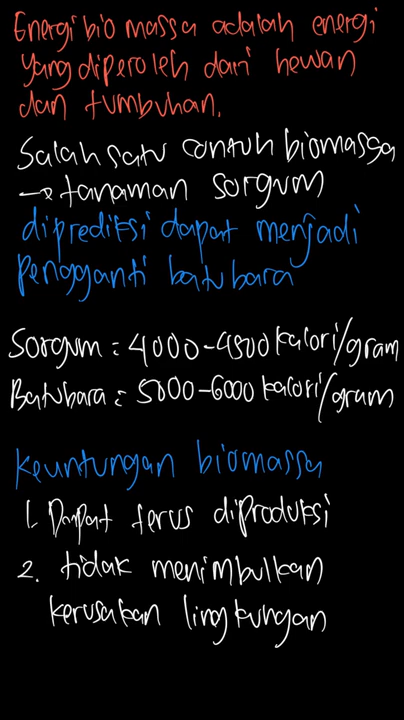 Energi biomassa adalah energi
yang diperoleh dari hewan
dan tumbuhan.
Salah satu contoh biomassa
→ tanaman sorgum
diprediksi dapat menjadi
pengganti batubara
Sorgum = 4000-4500 kalori/gram
Batubara = 5000-6000 kalori/gram
keuntungan biomassa
1. Dapat terus diproduksi
2. tidak menimbulkan
kerusakan lingkungan